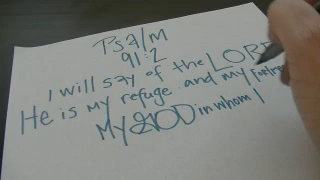 Psalm
91:2
I will say of the LORD
He is my refuge and my fortress
My GOD in whom I